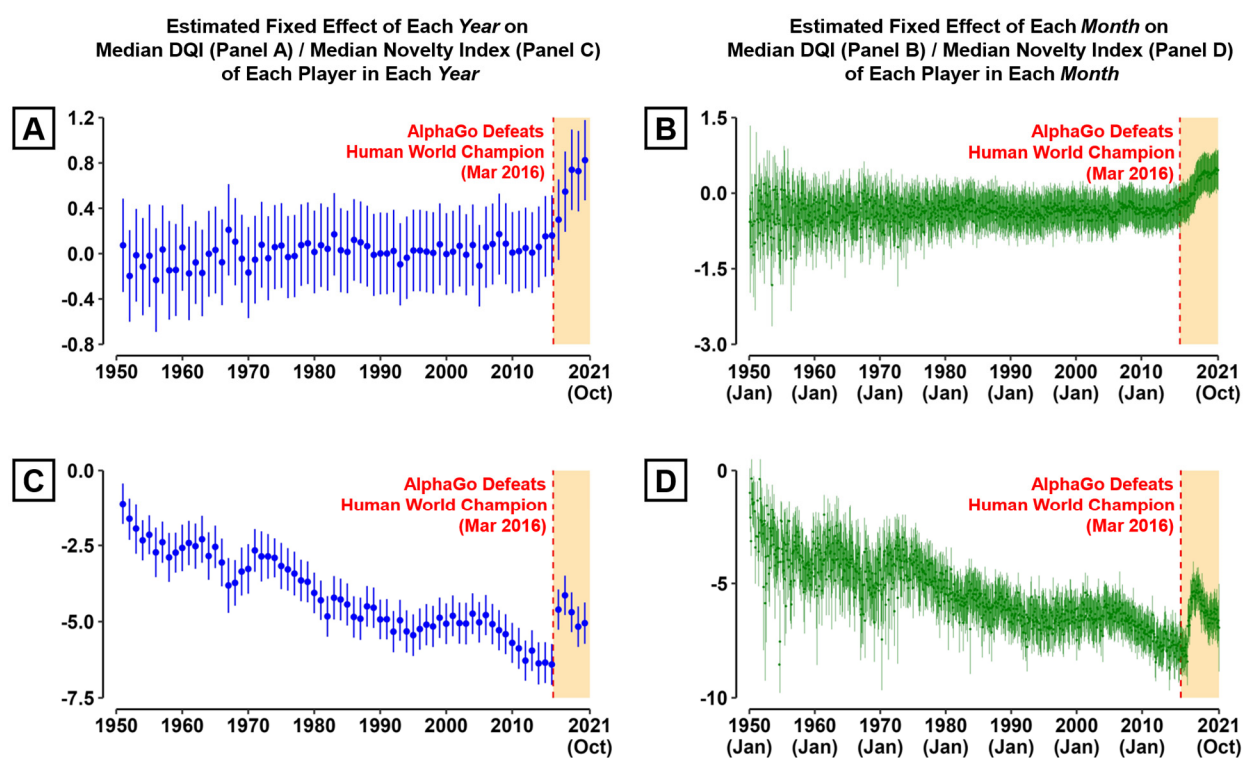 Estimated Fixed Effect of Each Year on
Median DQI (Panel A) / Median Novelty Index (Panel C)
of Each Player in Each Year
Estimated Fixed Effect of Each Month on
Median DQI (Panel B) / Median Novelty Index (Panel D)
of Each Player in Each Month
A
1.2
0.8
0.4
0.0
-0.4
-0.8
AlphaGo Defeats
Human World Champion
(Mar 2016)
1950 1960 1970 1980 1990 2000 2010 2021
(Oct)
B
1.5
0.0
-1.5
-3.0
AlphaGo Defeats
Human World Champion
(Mar 2016)
1950 1960 1970 1980 1990 2000 2010 2021
(Jan) (Jan) (Jan) (Jan) (Jan) (Jan) (Jan) (Oct)
C
0.0
-2.5
-5.0
-7.5
AlphaGo Defeats
Human World Champion
(Mar 2016)
1950 1960 1970 1980 1990 2000 2010 2021
(Oct)
D
0
-5
-10
AlphaGo Defeats
Human World Champion
(Mar 2016)
1950 1960 1970 1980 1990 2000 2010 2021
(Jan) (Jan) (Jan) (Jan) (Jan) (Jan) (Jan) (Oct)